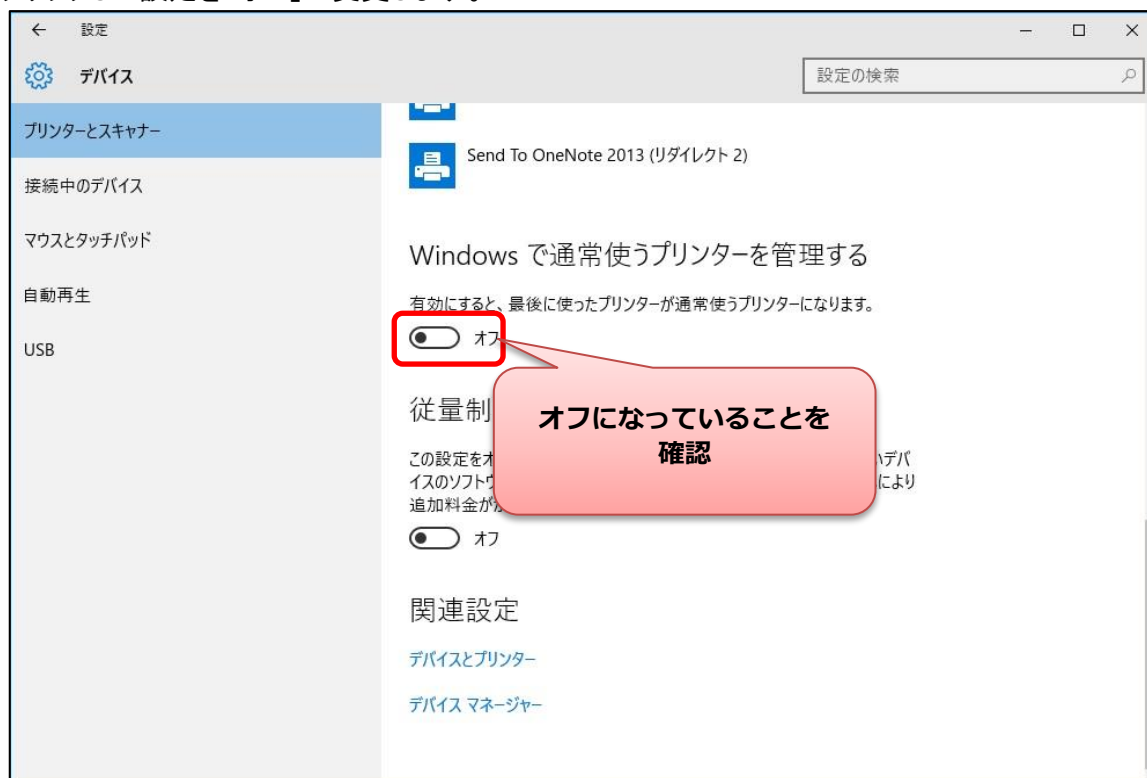 設定
デバイス
設定の検索
プリンターとスキャナー
接続中のデバイス
マウスとタッチパッド
自動再生
USB
Send To OneNote 2013 (リダイレクト 2)
Windows で通常使うプリンターを管理する
有効にすると、最後に使ったプリンターが通常使うプリンターになります。
オフ
オフになっていることを
確認
従量制
この設定をオ
デバ
イスのソフトウ
により
追加料金が
オフ
関連設定
デバイスとプリンター
デバイス マネージャー